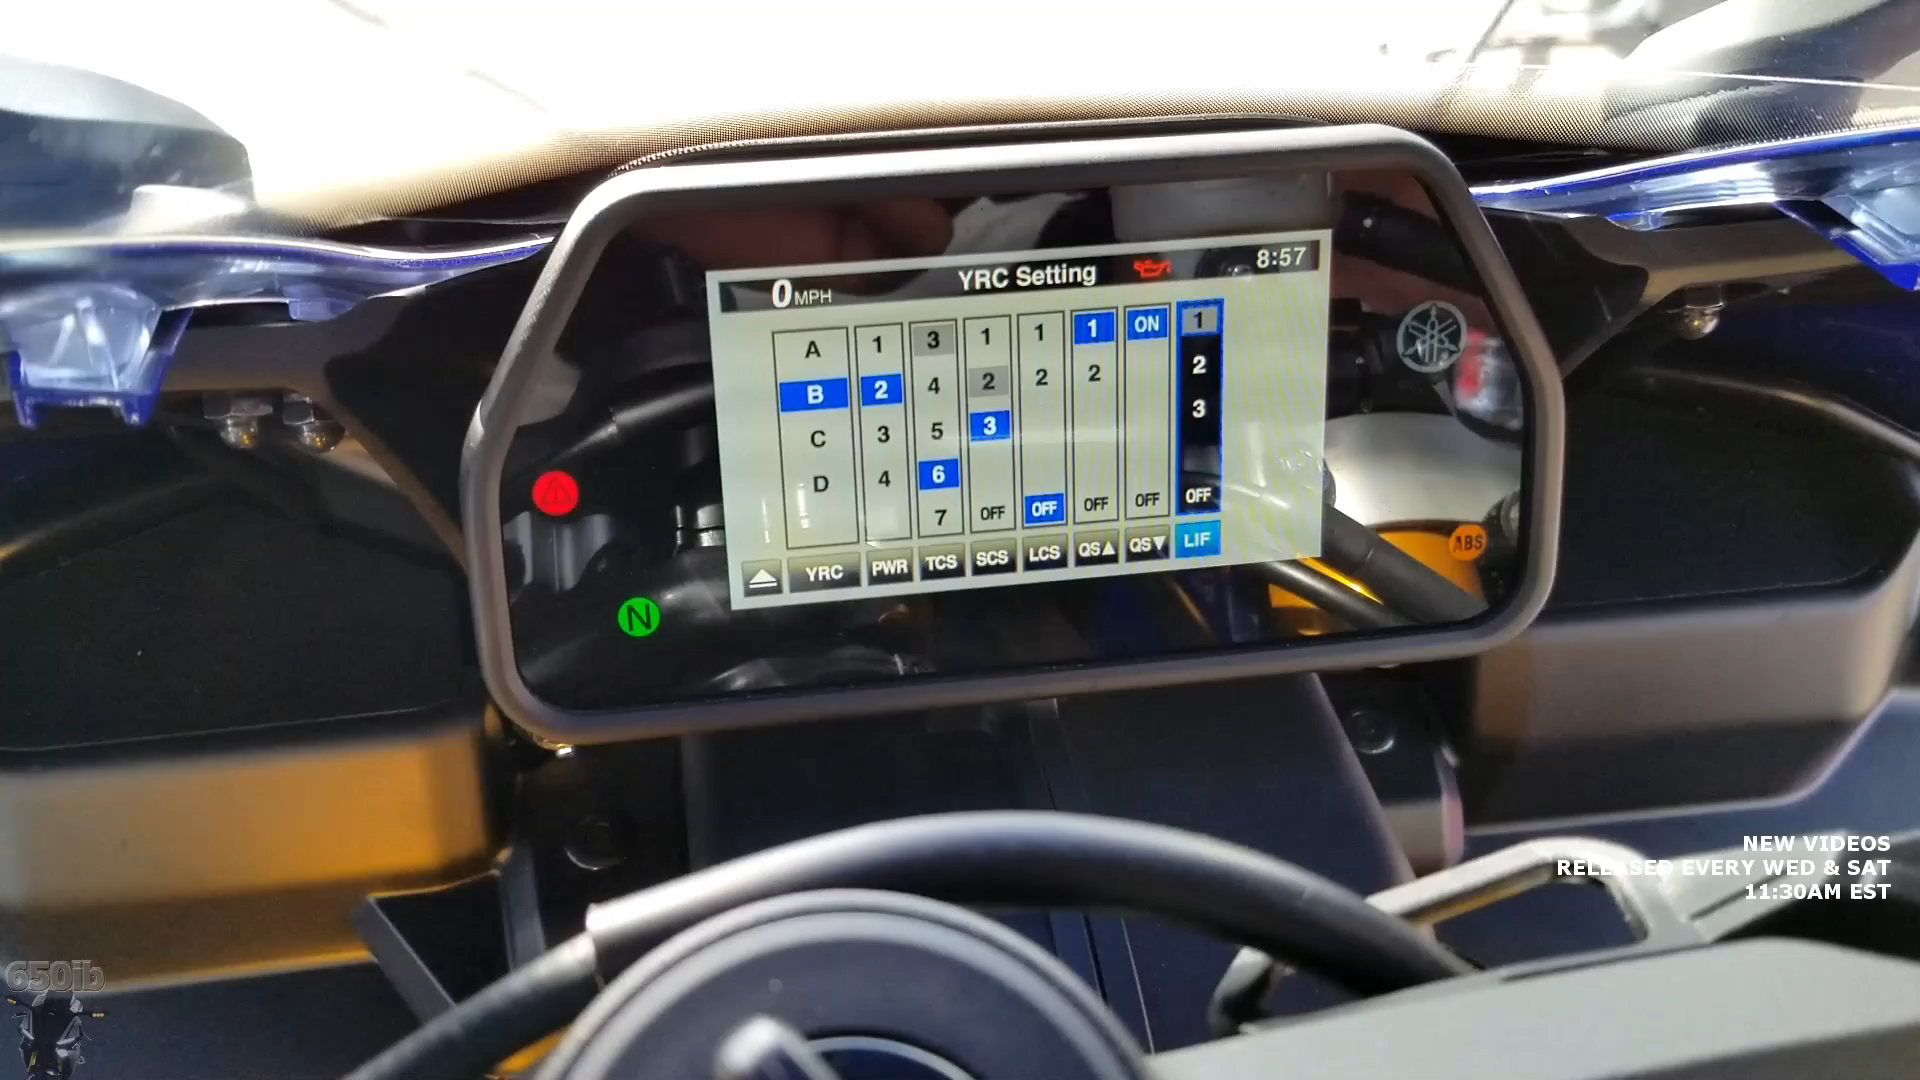 0 MPH YRC Setting 8:57
A 1 3 1 1 1 ON 1
B 2 4 2 2 2 2
C 3 5 3 3
D 4 6
7 OFF OFF OFF OFF OFF
YRC PWR TCS SCS LCS QS▲ QS▼ LIF
ABS
N
NEW VIDEOS
RELEASED EVERY WED & SAT
11:30AM EST
650ib